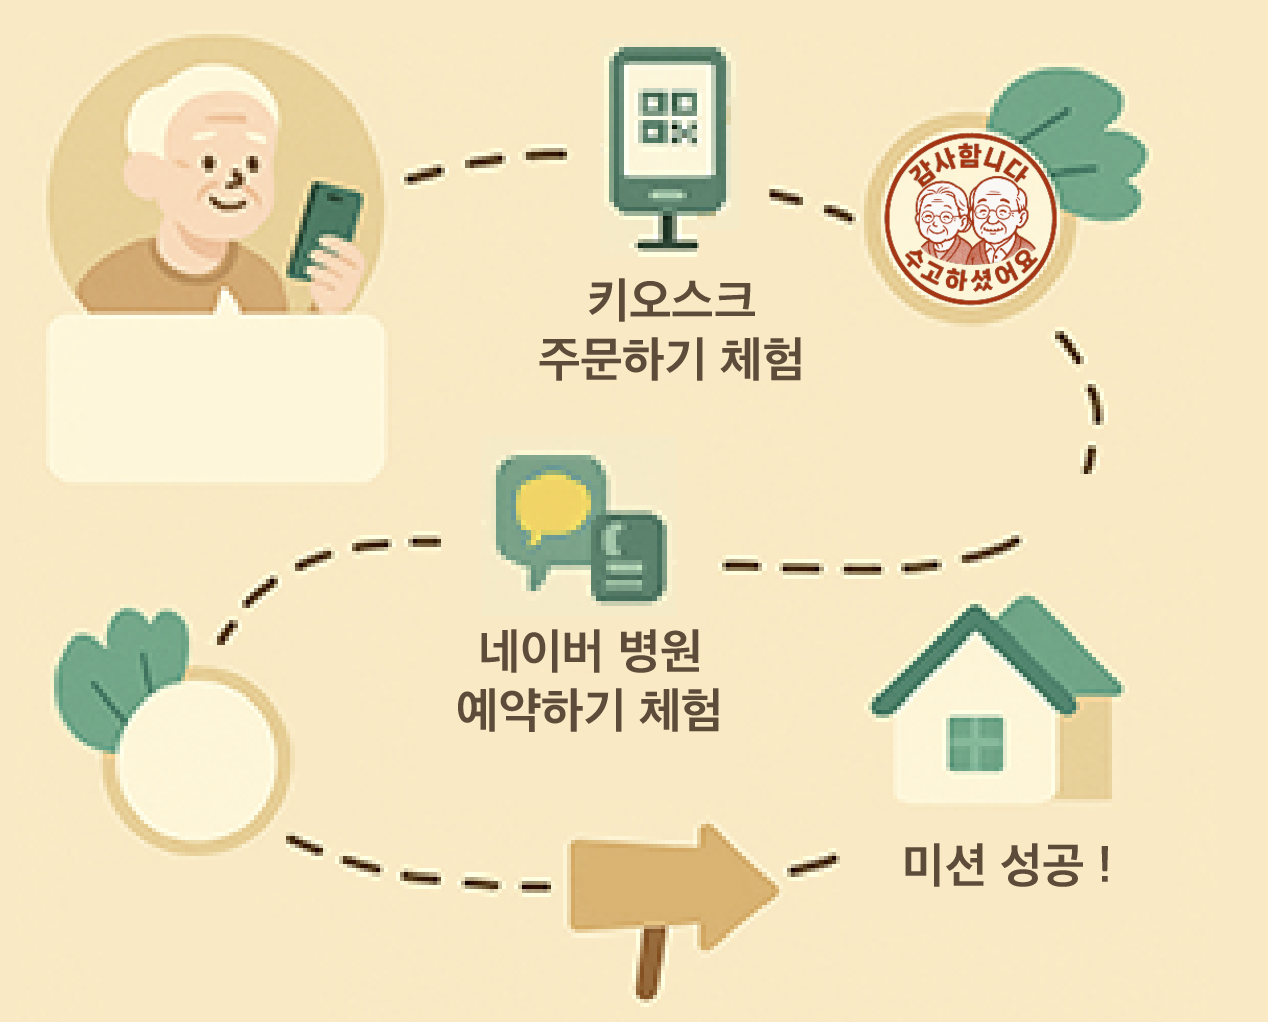 키오스크
주문하기 체험
감사합니다
수고하셨어요
네이버 병원
예약하기 체험
미션 성공 !